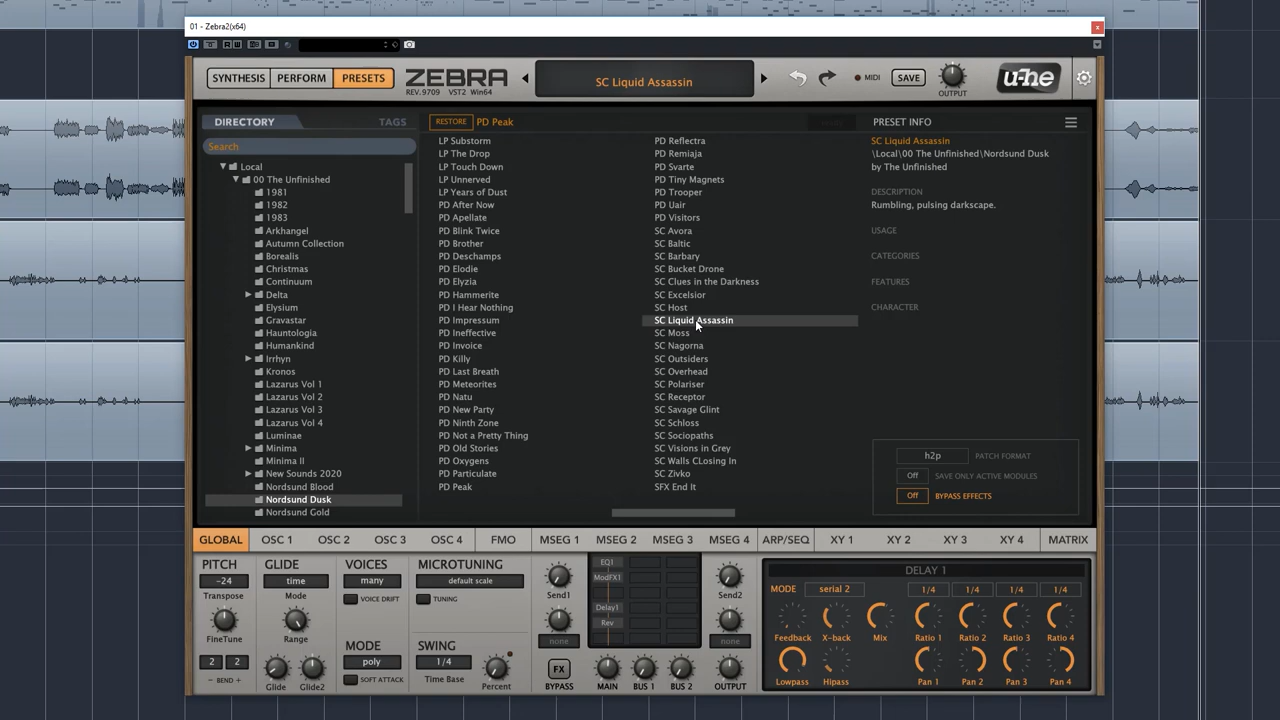 01 - Zebra2(x64)
SYNTHESIS PERFORM PRESETS
ZEBRA
REV. 9709 VST2 Win64
SC Liquid Assassin
MIDI
SAVE
OUTPUT
u-he
DIRECTORY TAGS
RESTORE PD Peak
PRESET INFO
Search
Local
00 The Unfinished
1981
1982
1983
Arkhangel
Autumn Collection
Borealis
Christmas
Continuum
Delta
Elysium
Gravastar
Hauntologia
Humankind
Irrhyn
Kronos
Lazarus Vol 1
Lazarus Vol 2
Lazarus Vol 3
Lazarus Vol 4
Luminae
Minima
Minima II
New Sounds 2020
Nordsund Blood
Nordsund Dusk
Nordsund Gold
LP Substorm
LP The Drop
LP Touch Down
LP Unnerved
LP Years of Dust
PD After Now
PD Apellate
PD Blink Twice
PD Brother
PD Deschamps
PD Elodie
PD Elyzia
PD Hammerite
PD I Hear Nothing
PD Impressum
PD Ineffective
PD Invoice
PD Killy
PD Last Breath
PD Meteorites
PD Natu
PD New Party
PD Ninth Zone
PD Not a Pretty Thing
PD Old Stories
PD Oxygens
PD Particulate
PD Peak
PD Reflectra
PD Remiaja
PD Svarte
PD Tiny Magnets
PD Trooper
PD Uair
PD Visitors
SC Avora
SC Baltic
SC Barbary
SC Bucket Drone
SC Clues in the Darkness
SC Excelsior
SC Host
SC Liquid Assassin
SC Moss
SC Nagorna
SC Outsiders
SC Overhead
SC Polariser
SC Receptor
SC Savage Glint
SC Schloss
SC Sociopaths
SC Visions in Grey
SC Walls CLosing In
SC Zivko
SFX End It
SC Liquid Assassin
\Local\00 The Unfinished\Nordsund Dusk
by The Unfinished
DESCRIPTION
Rumbling, pulsing darkscape.
USAGE
CATEGORIES
FEATURES
CHARACTER
h2p PATCH FORMAT
Off SAVE ONLY ACTIVE MODULES
Off BYPASS EFFECTS
GLOBAL OSC 1 OSC 2 OSC 3 OSC 4 FMO MSEG 1 MSEG 2 MSEG 3 MSEG 4 ARP/SEQ XY 1 XY 2 XY 3 XY 4 MATRIX
PITCH
-24
Transpose
FineTune
2 2
- BEND +
GLIDE
time
Mode
Range
Glide Glide2
VOICES
many
VOICE DRIFT
MODE
poly
SOFT ATTACK
MICROTUNING
default scale
TUNING
SWING
1/4
Time Base
Percent
Send1
none
FX
BYPASS
EQ1
ModFX1
Delay1
Rev
MAIN BUS 1 BUS 2
Send2
none
OUTPUT
DELAY 1
MODE serial 2 1/4 1/4 1/4 1/4
Feedback X-back Mix Ratio 1 Ratio 2 Ratio 3 Ratio 4
Lowpass Hipass Pan 1 Pan 2 Pan 3 Pan 4